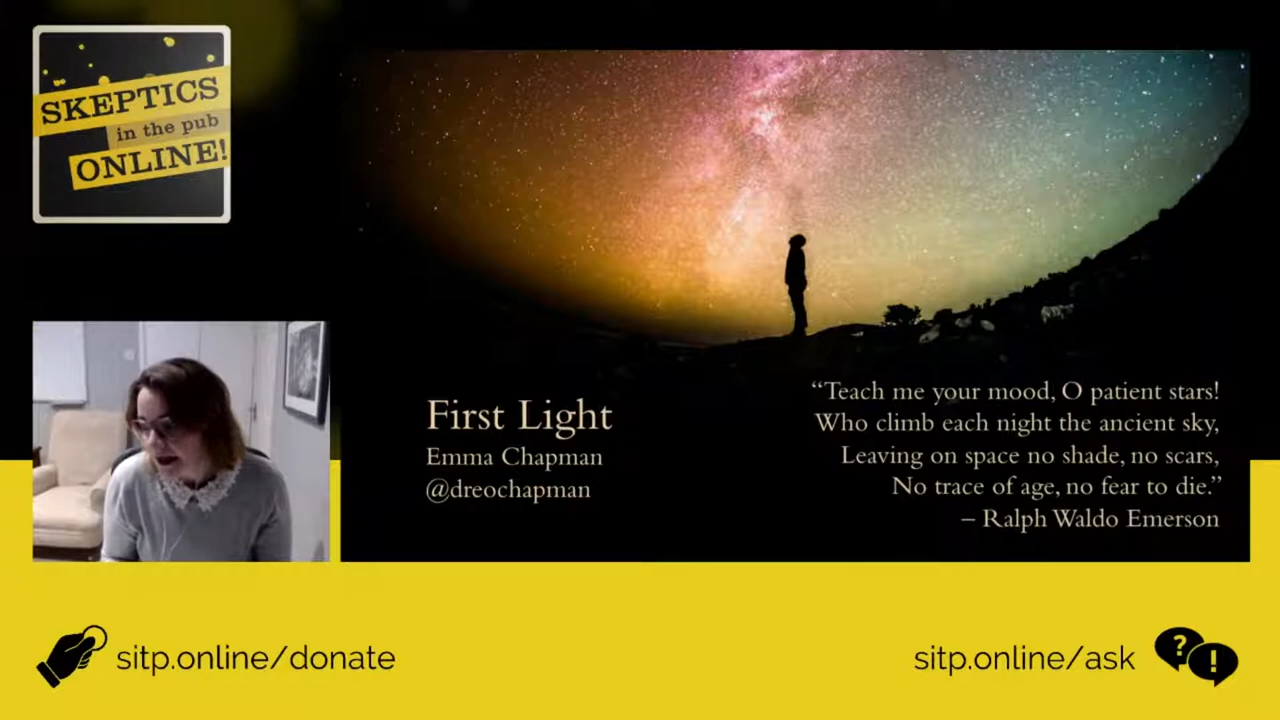 SKEPTICS
in the pub
ONLINE!
First Light
Emma Chapman
@dreochapman
“Teach me your mood, O patient stars!
Who climb each night the ancient sky,
Leaving on space no shade, no scars,
No trace of age, no fear to die.”
– Ralph Waldo Emerson
sitp.online/donate
sitp.online/ask
? !